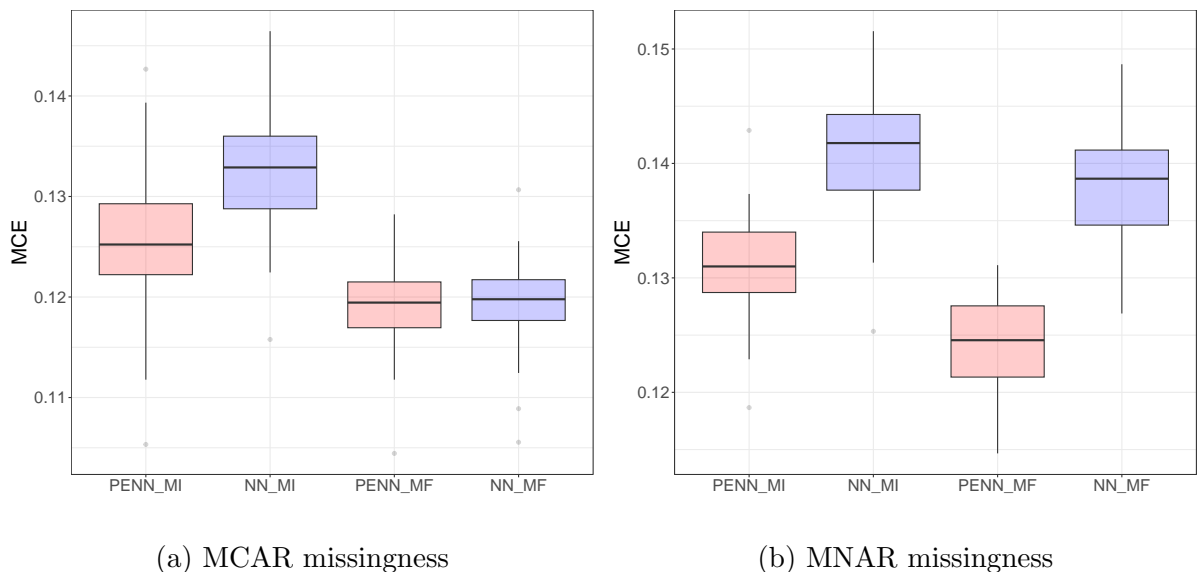 MCE
0.14
0.13
0.12
0.11
PENN_MI NN_MI PENN_MF NN_MF
(a) MCAR missingness
MCE
0.15
0.14
0.13
0.12
PENN_MI NN_MI PENN_MF NN_MF
(b) MNAR missingness